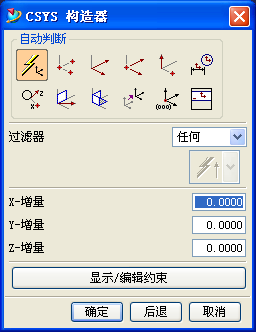 CSYS 构造器
自动判断
Z
X+
(000)
过滤器 任何
X-增量 0.0000
Y-增量 0.0000
Z-增量 0.0000
显示/编辑约束
确定 后退 取消